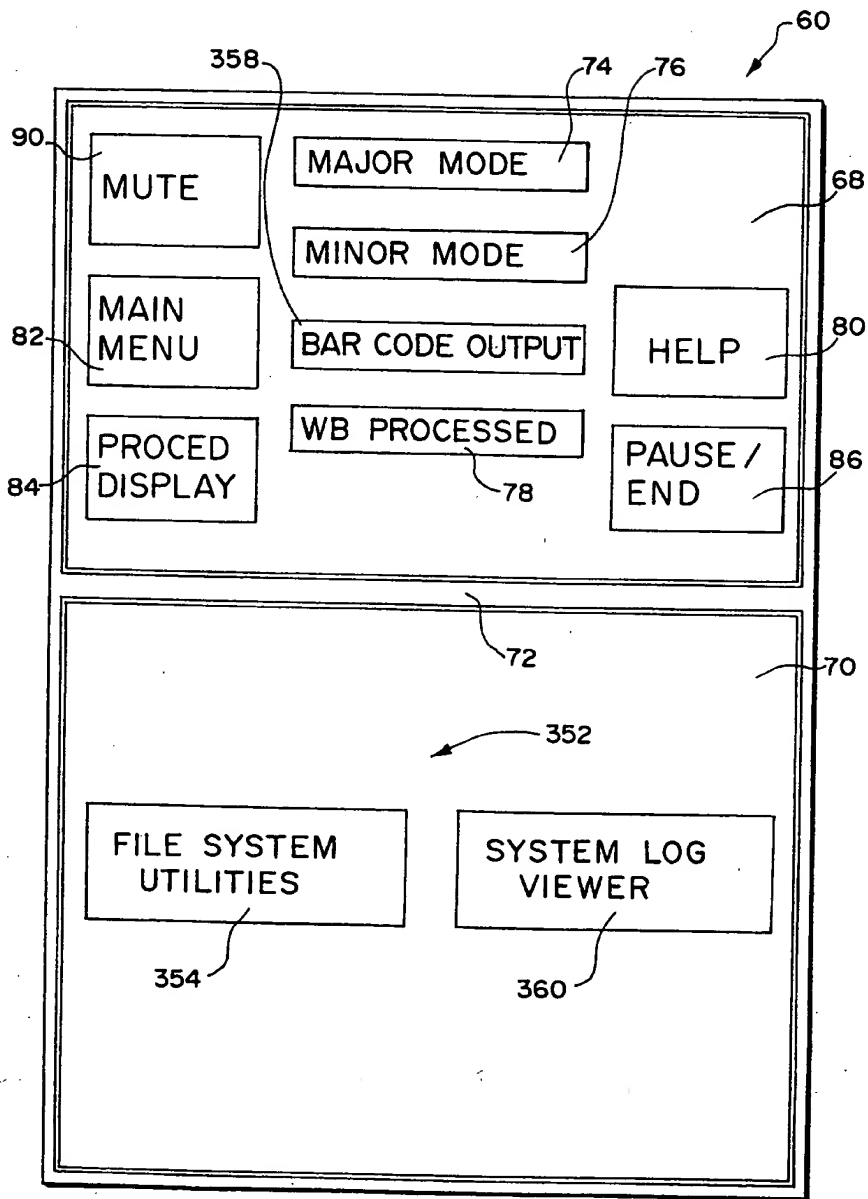 60
358
74
76
90
MUTE
MAJOR MODE
68
MINOR MODE
MAIN
MENU
82
BAR CODE OUTPUT
HELP
80
PROCED
DISPLAY
84
WB PROCESSED
78
PAUSE/
END
86
72
70
352
FILE SYSTEM
UTILITIES
SYSTEM LOG
VIEWER
354
360